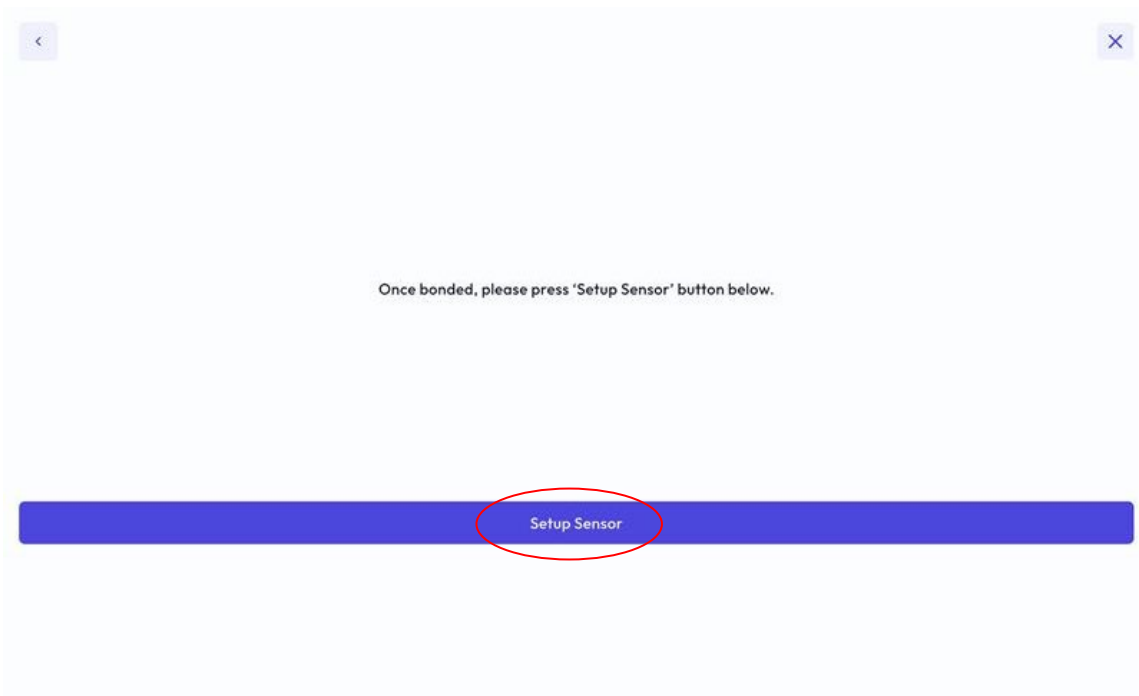 Once bonded, please press ‘Setup Sensor’ button below.
Setup Sensor